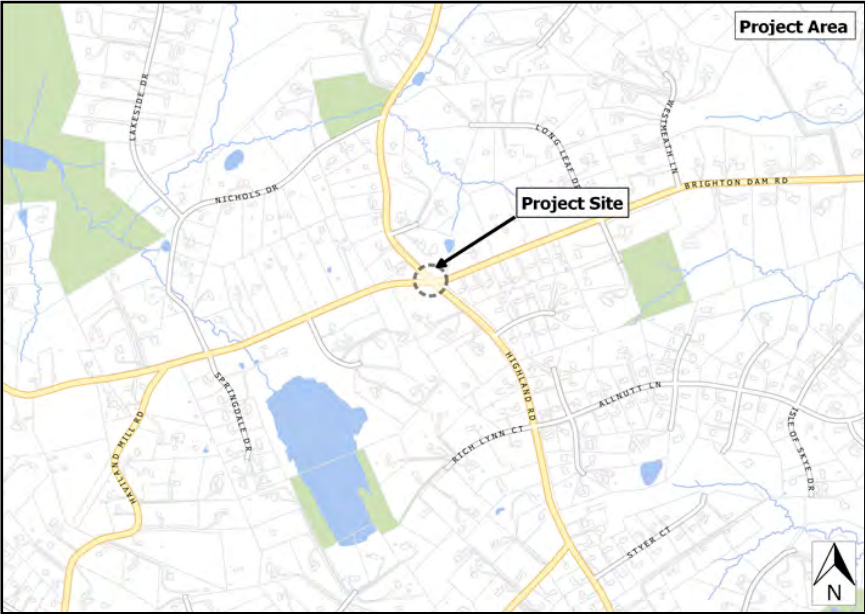 Project Area
LAKESIDE DR
WESTMEATH LN
LONG LEAF DR
BRIGHTON DAM RD
NICHOLS DR
Project Site
HIGHLAND RD
SPRINGDALE DR
ALLNUTT LN
HAVILAND MILL RD
RICH LYNN CT
ISLE OF SKYE DR
STYER CT
N